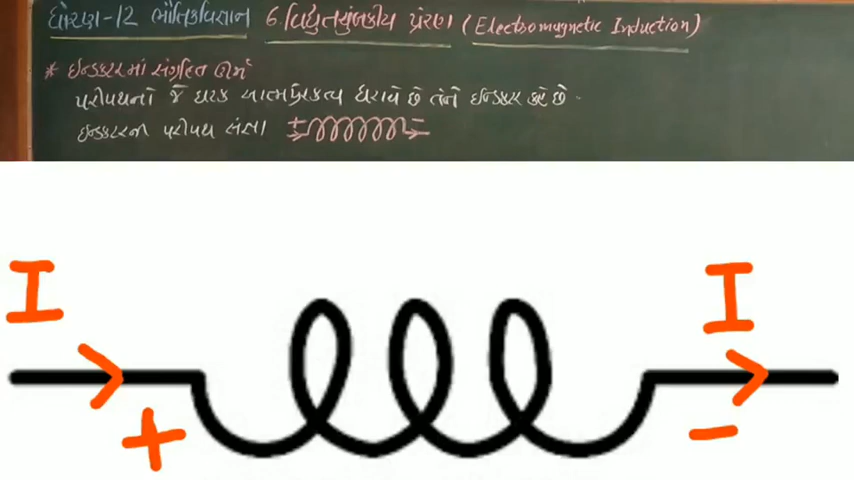 ધોરણ-12 ભૌતિકવિજ્ઞાન 6 વિદ્યુતચુંબકીય પ્રેરણ (Electromagnetic Induction)
* ઇન્ડક્ટરમાં સંગ્રહિત ઊર્જા
પરીપથનો જે ઘટક આત્મપ્રેરકત્વ ધરાવે છે તેને ઇન્ડક્ટર કહે છે.
ઇન્ડક્ટરની પરીપથ સંજ્ઞા + -
I I
+ -